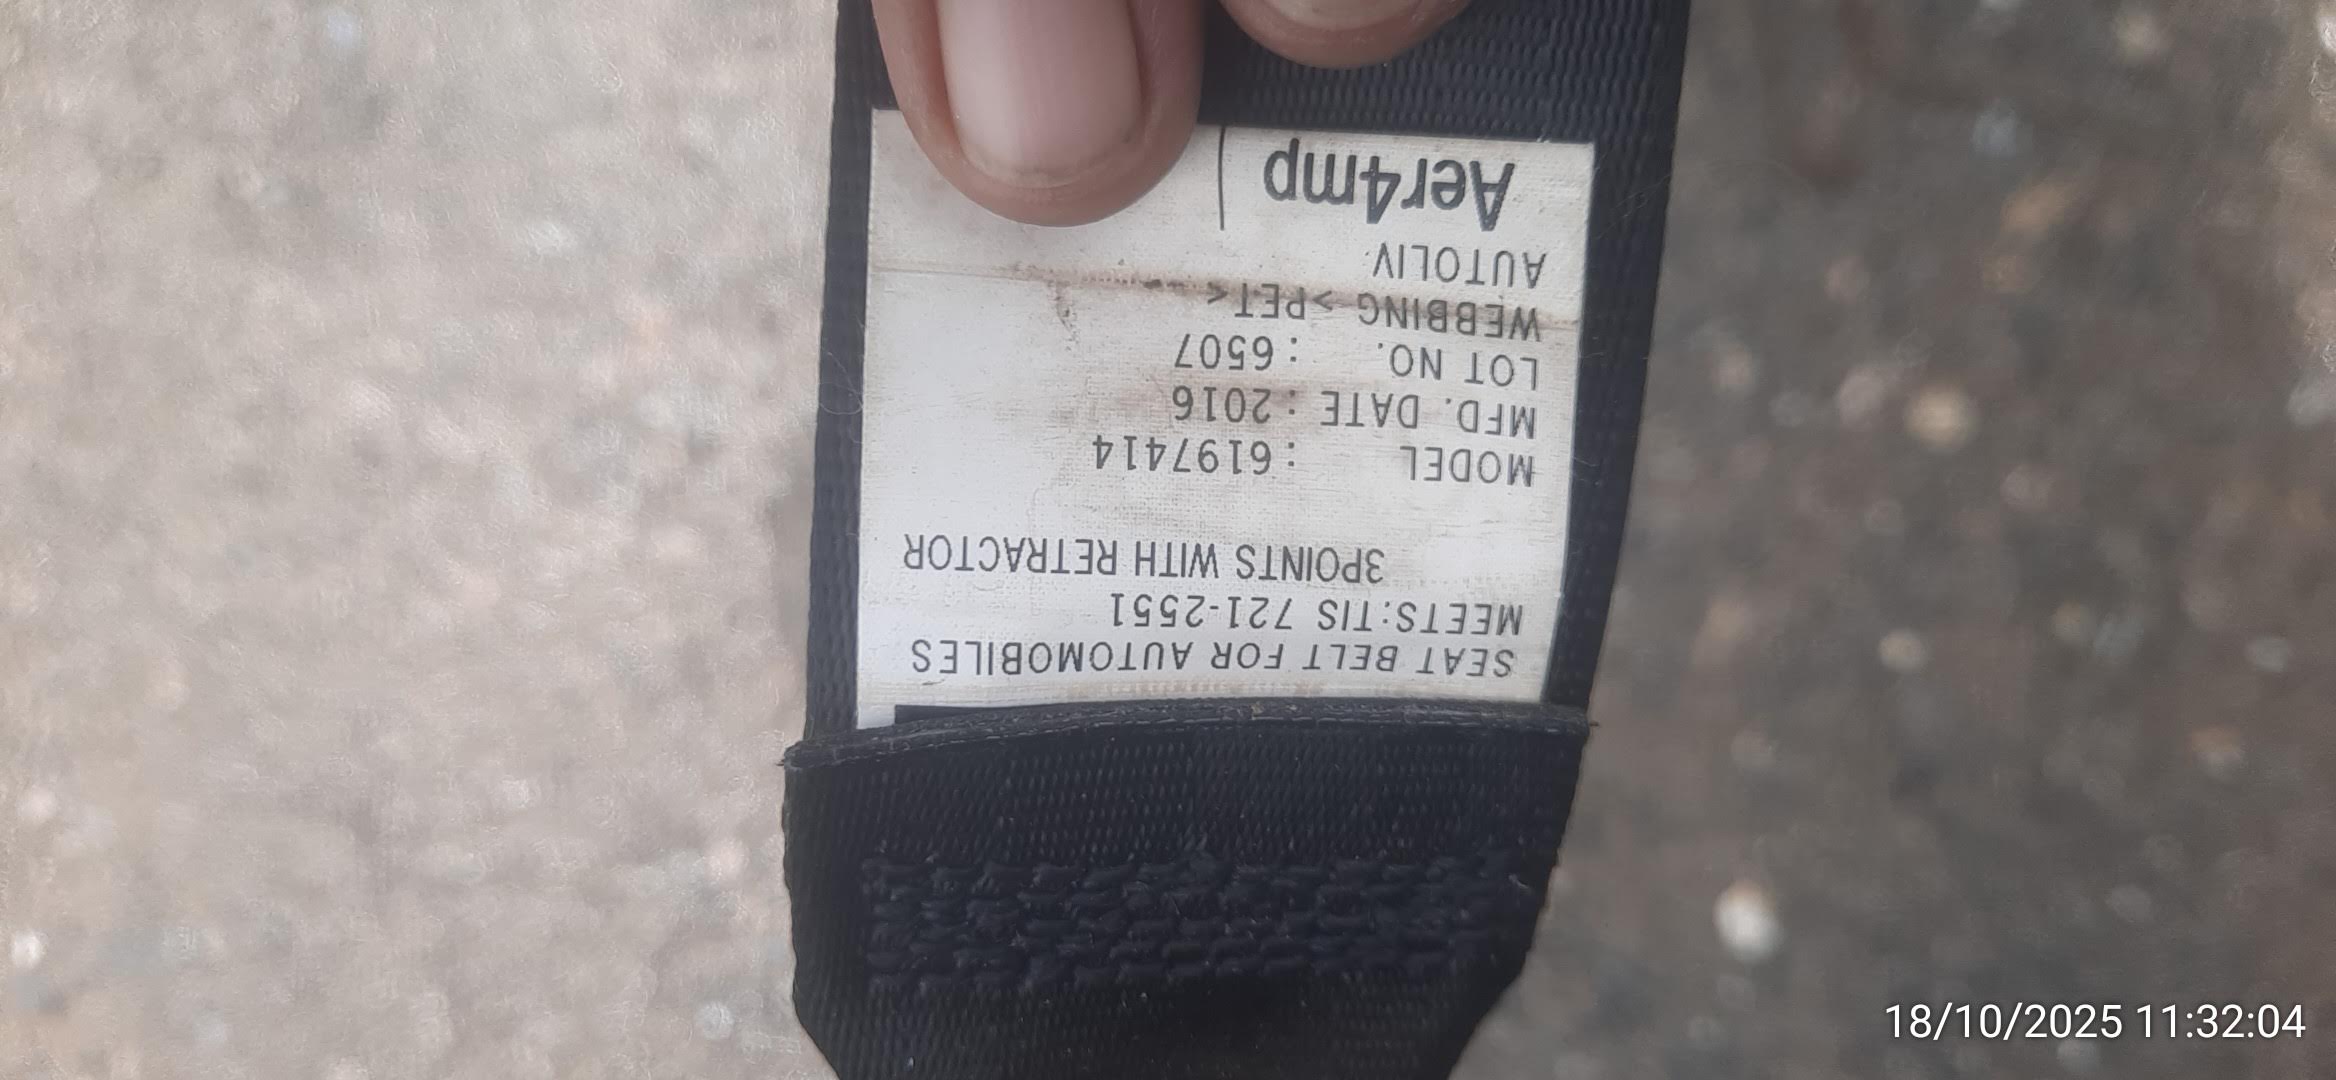 SEAT BELT FOR AUTOMOBILES
MEETS:TIS 721-2551
3POINTS WITH RETRACTOR
MODEL : 6197414
MFD. DATE : 2016
LOT NO. : 6507
WEBBING >PET<
AUTOLIV
Aer4mp
18/10/2025 11:32:04